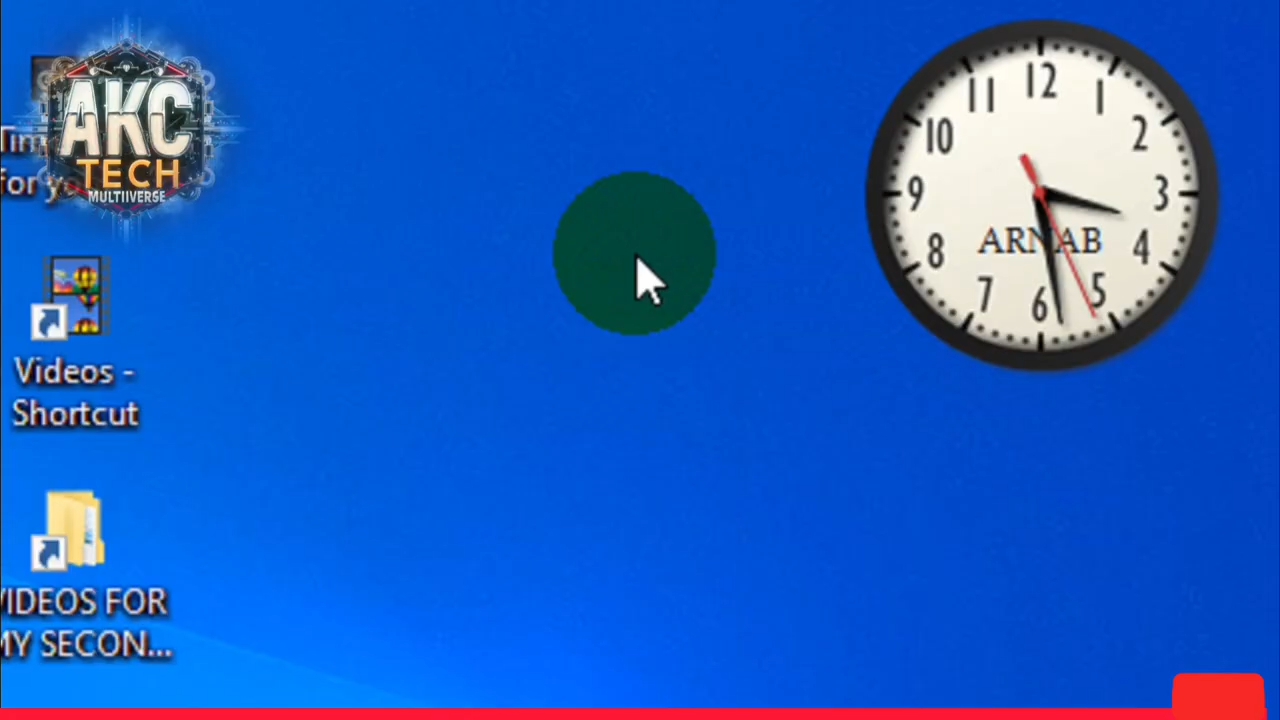 AKC
TECH
MULTIIVERSE
Videos -
Shortcut
VIDEOS FOR
MY SECON...
12
11
1
10
2
9
3
ARNAB
8
4
7
5
6